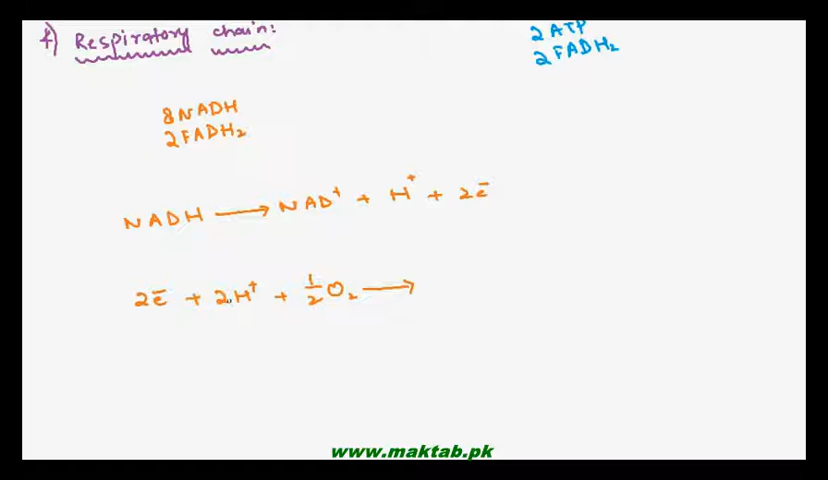 4) Respiratory chain:
2 ATP
2 FADH₂
8 NADH
2 FADH₂
NADH ⟶ NAD⁺ + H⁺ + 2e̅
2e̅ + 2H⁺ + ½ O₂ ⟶
www.maktab.pk